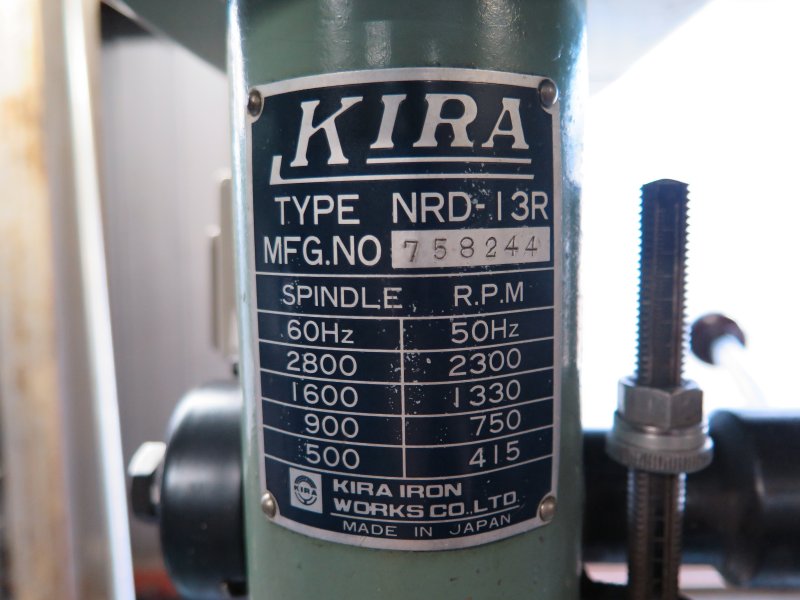 KIRA
TYPE NRD-13R
MFG.NO 758244
SPINDLE R.P.M
60Hz 50Hz
2800 2300
1600 1330
900 750
500 415
KIRA
KIRA IRON
WORKS CO.,LTD.
MADE IN JAPAN